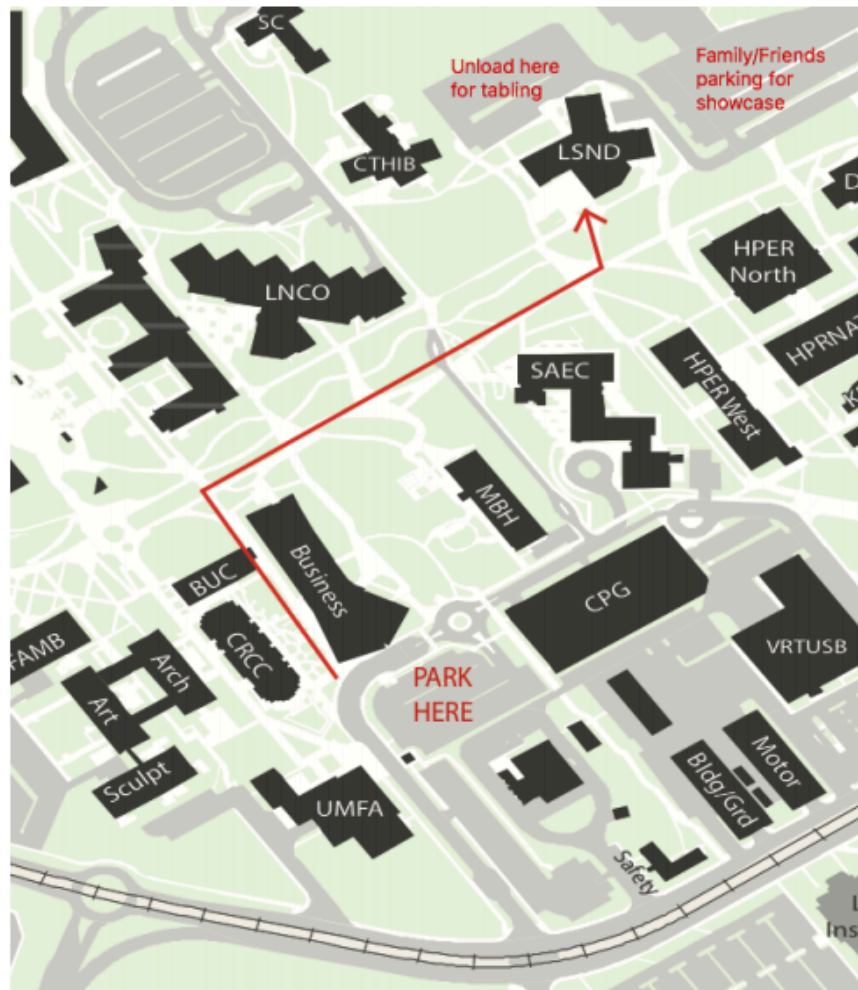 SC
Unload here
for tabling
Family/Friends
parking for
showcase
CTHIB
LSND
D
HPER
North
LNCO
HPRNAT
SAEC
HPER West
K
MBH
Business
BUC
CPG
CRCC
VRTUSB
FAMB
Arch
PARK
HERE
Art
Motor
Sculpt
Bldg/Grd
UMFA
Safety
L
Ins